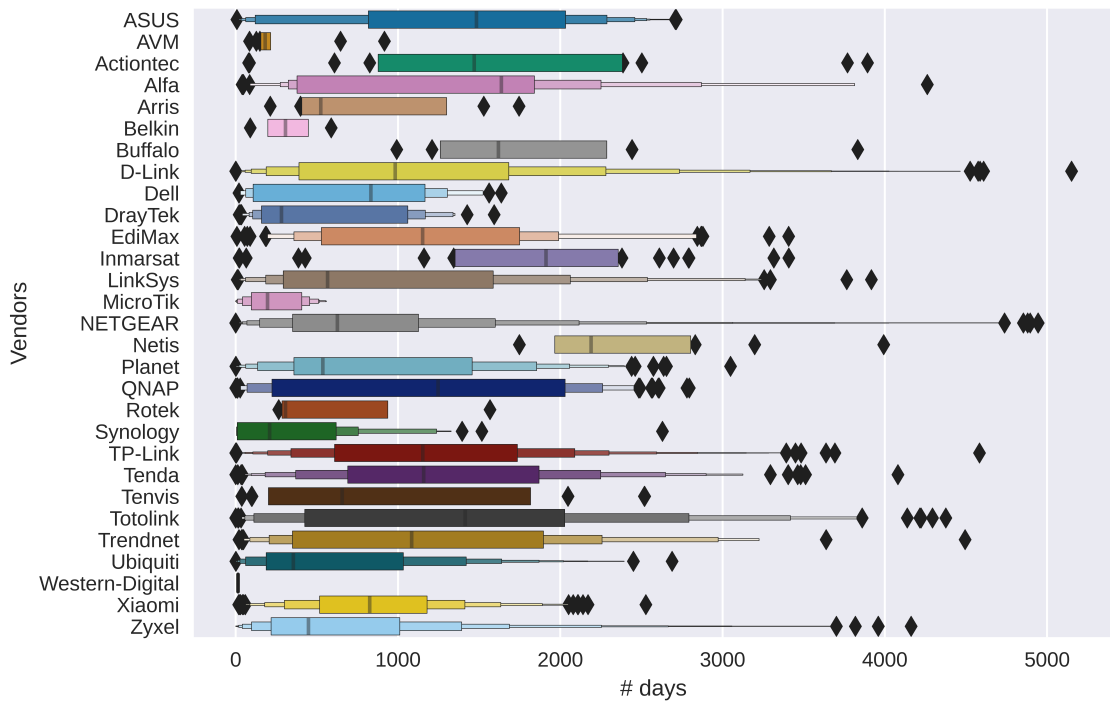 ASUS
AVM
Actiontec
Alfa
Arris
Belkin
Buffalo
D-Link
Dell
DrayTek
EdiMax
Inmarsat
LinkSys
MicroTik
NETGEAR
Netis
Planet
QNAP
Rotek
Synology
TP-Link
Tenda
Tenvis
Totolink
Trendnet
Ubiquiti
Western-Digital
Xiaomi
Zyxel
Vendors
0 1000 2000 3000 4000 5000
# days